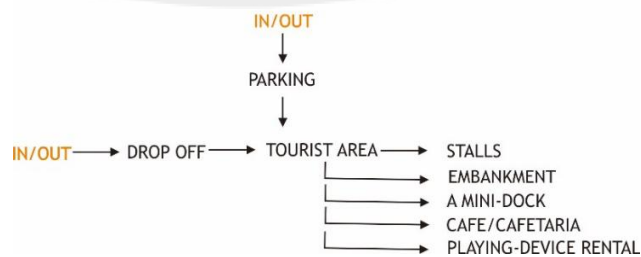 IN/OUT
PARKING
IN/OUT DROP OFF TOURIST AREA STALLS
EMBANKMENT
A MINI-DOCK
CAFE/CAFETARIA
PLAYING-DEVICE RENTAL